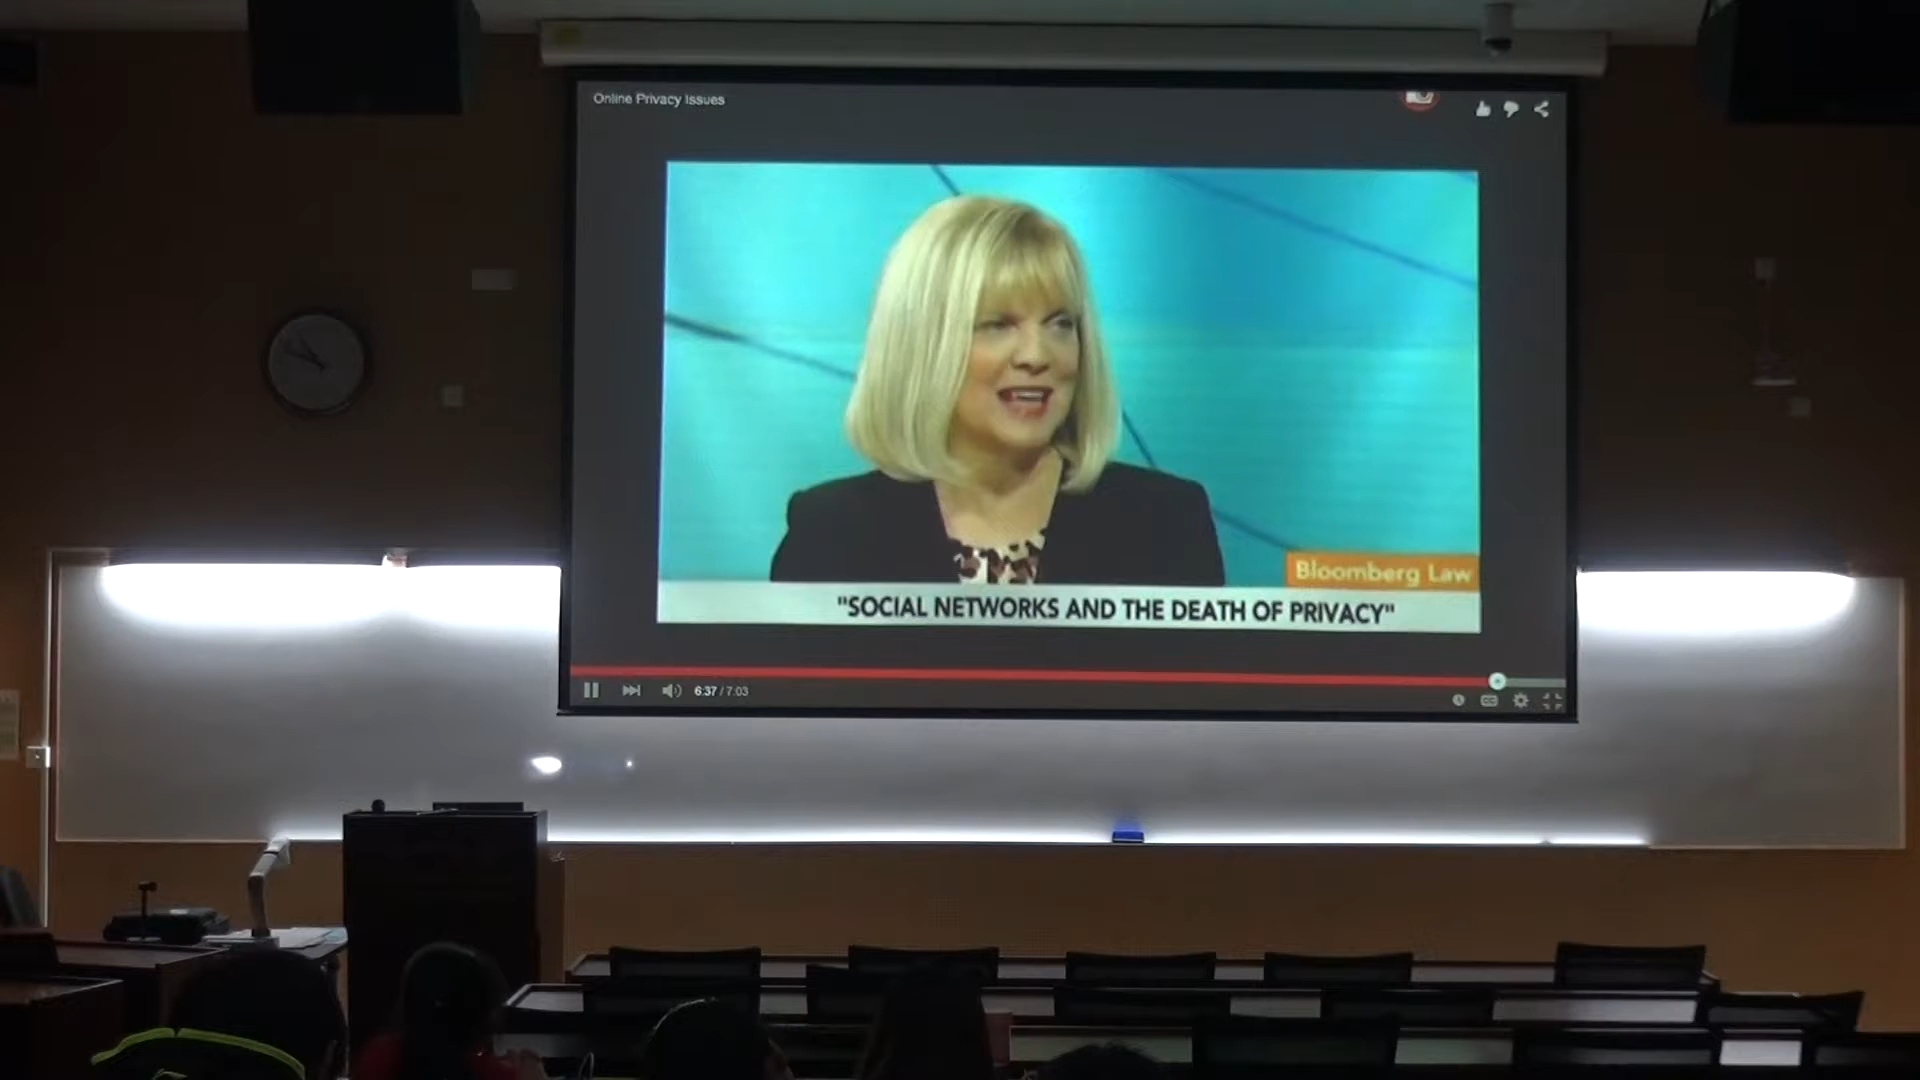 Online Privacy Issues
Bloomberg Law
"SOCIAL NETWORKS AND THE DEATH OF PRIVACY"
6:37 / 7:03